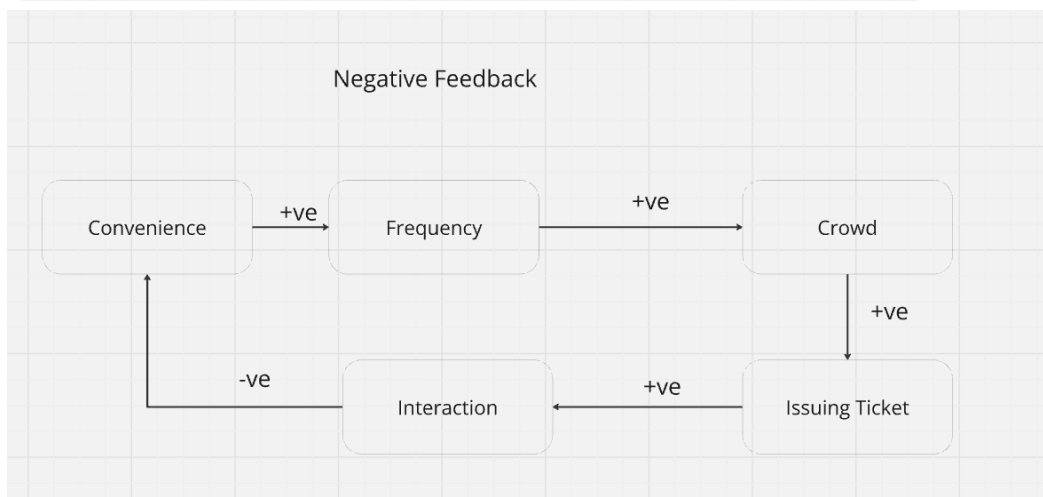 Negative Feedback
Convenience
+ve
Frequency
+ve
Crowd
+ve
Issuing Ticket
+ve
Interaction
-ve